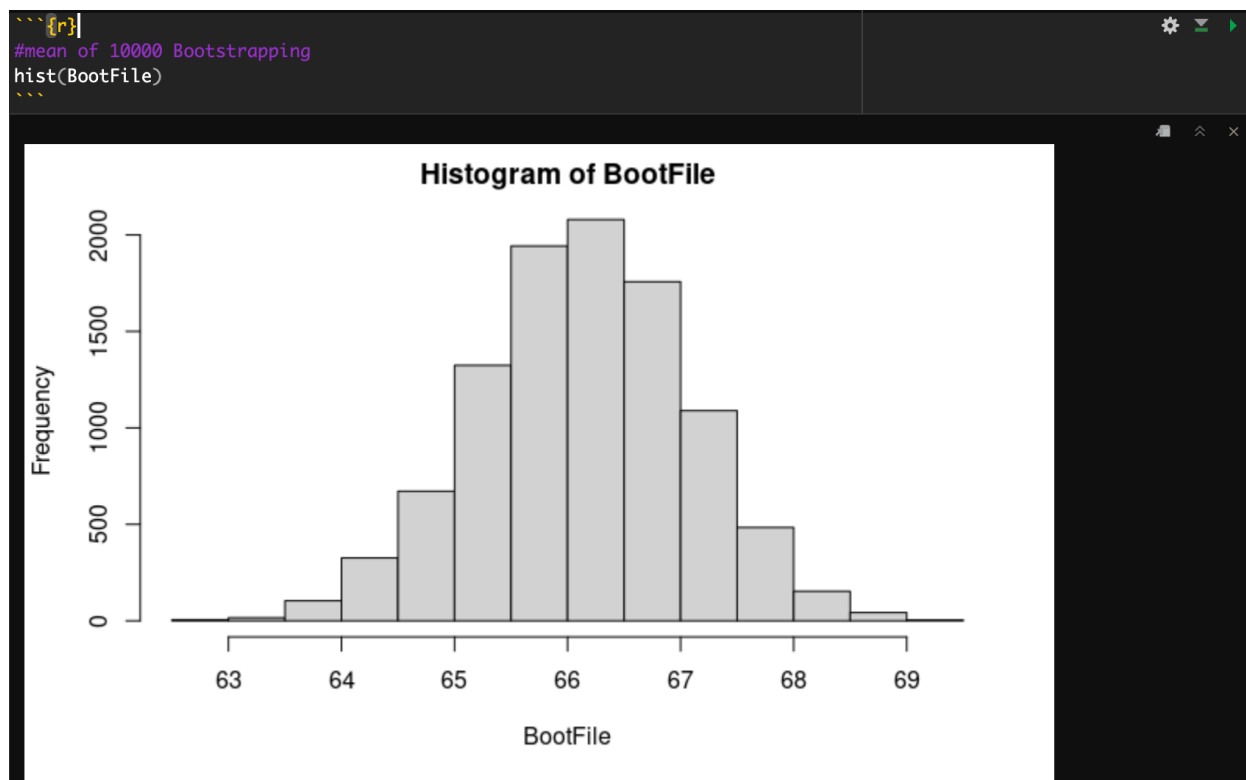 ```{r}
#mean of 10000 Bootstrapping
hist(BootFile)
```
Histogram of BootFile
2000
1500
1000
500
0
Frequency
63 64 65 66 67 68 69
BootFile